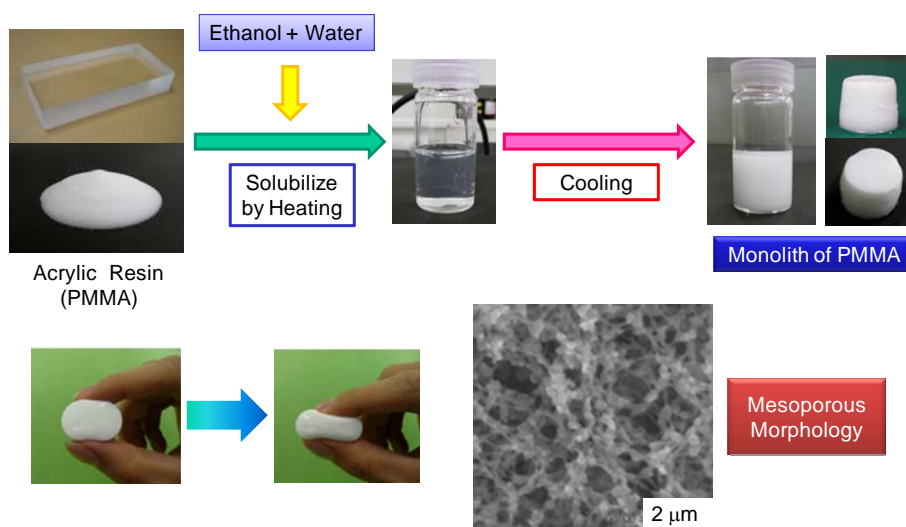 Ethanol + Water
Solubilize
by Heating
Cooling
Acrylic Resin
(PMMA)
Monolith of PMMA
Mesoporous
Morphology
2 μm